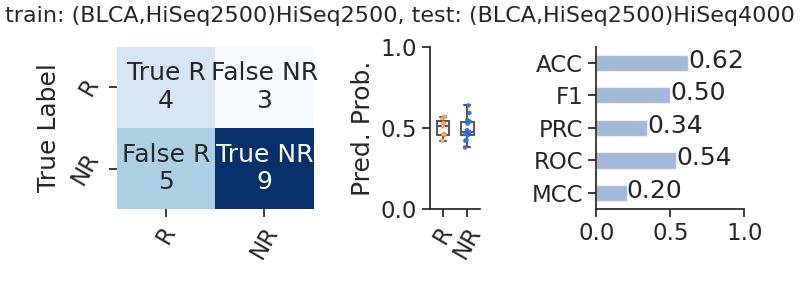 train: (BLCA,HiSeq2500)HiSeq2500, test: (BLCA,HiSeq2500)HiSeq4000
True Label
R
NR
True R
4
False NR
3
False R
5
True NR
9
R
NR
Pred. Prob.
1.0
0.5
0.0
R
NR
ACC
0.62
F1
0.50
PRC
0.34
ROC
0.54
MCC
0.20
0.0
0.5
1.0